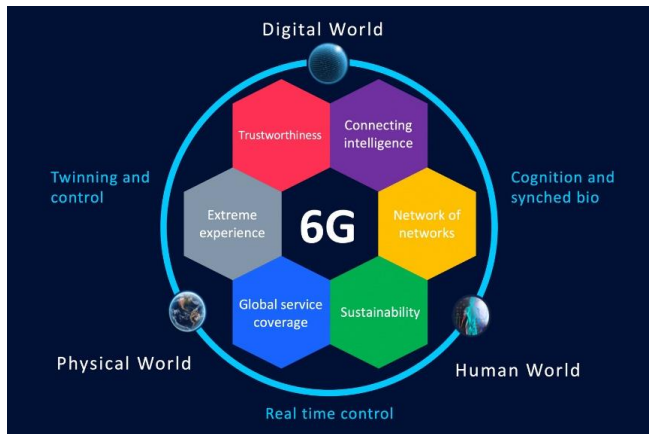 Digital World
Trustworthiness
Connecting
intelligence
Twinning and
control
Cognition and
synched bio
Extreme
experience
6G
Network of
networks
Global service
coverage
Sustainability
Physical World
Human World
Real time control